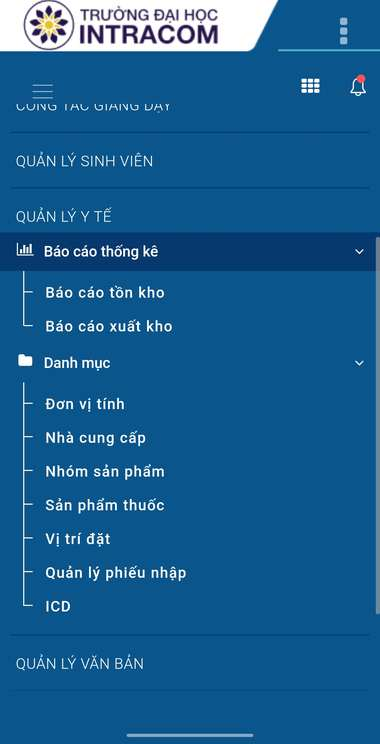 TRƯỜNG ĐẠI HỌC
INTRACOM
CÔNG TÁC GIẢNG DẠY
QUẢN LÝ SINH VIÊN
QUẢN LÝ Y TẾ
Báo cáo thống kê
Báo cáo tồn kho
Báo cáo xuất kho
Danh mục
Đơn vị tính
Nhà cung cấp
Nhóm sản phẩm
Sản phẩm thuốc
Vị trí đặt
Quản lý phiếu nhập
ICD
QUẢN LÝ VĂN BẢN